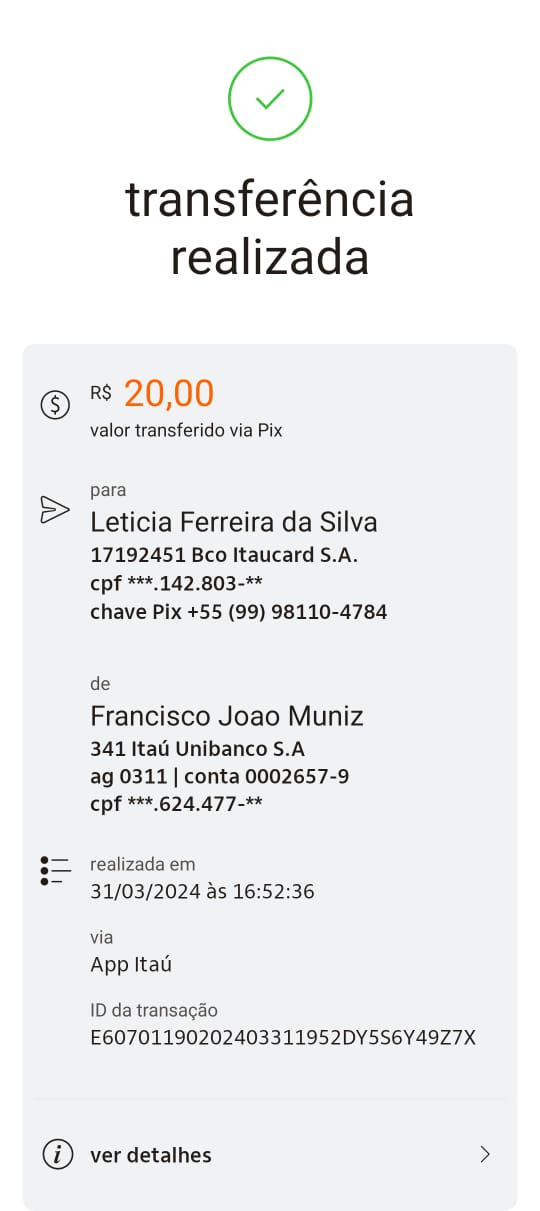 transferência
realizada
R$ 20,00
valor transferido via Pix
para
Leticia Ferreira da Silva
17192451 Bco Itaucard S.A.
cpf ***.142.803-**
chave Pix +55 (99) 98110-4784
de
Francisco Joao Muniz
341 Itaú Unibanco S.A
ag 0311 | conta 0002657-9
cpf ***.624.477-**
realizada em
31/03/2024 às 16:52:36
via
App Itaú
ID da transação
E60701190202403311952DY5S6Y49Z7X
ver detalhes